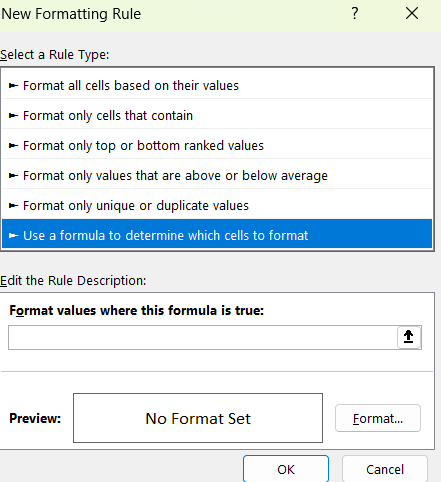 New Formatting Rule ?
Select a Rule Type:
► Format all cells based on their values
► Format only cells that contain
► Format only top or bottom ranked values
► Format only values that are above or below average
► Format only unique or duplicate values
► Use a formula to determine which cells to format
Edit the Rule Description:
Format values where this formula is true:
Preview: No Format Set Format...
OK Cancel